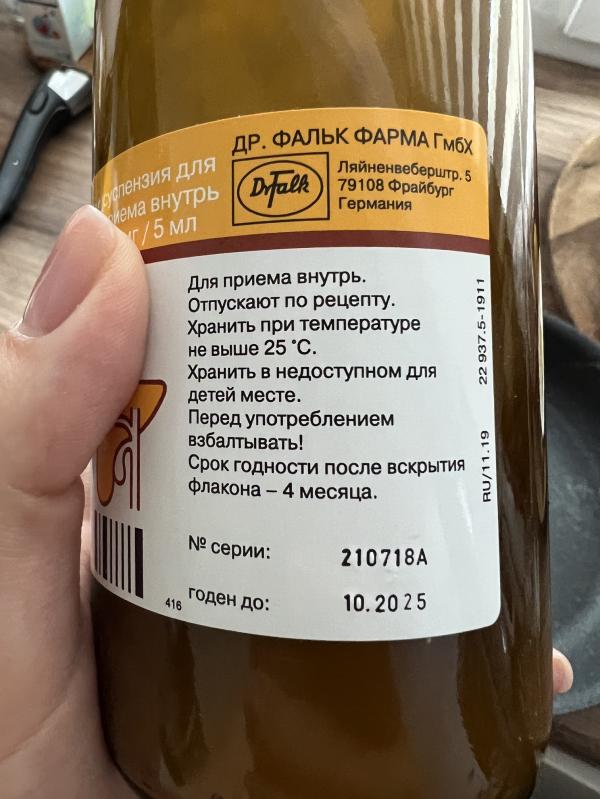 ДР. ФАЛЬК ФАРМА ГмбХ
Dr Falk
Ляйненвеберштр. 5
79108 Фрайбург
Германия
суспензия для
приема внутрь
мг / 5 мл
Для приема внутрь.
Отпускают по рецепту.
Хранить при температуре
не выше 25 °C.
Хранить в недоступном для
детей месте.
Перед употреблением
взбалтывать!
Срок годности после вскрытия
флакона – 4 месяца.
№ серии: 210718A
годен до: 10.2025
416
22 937.5-1911
RU/11.19